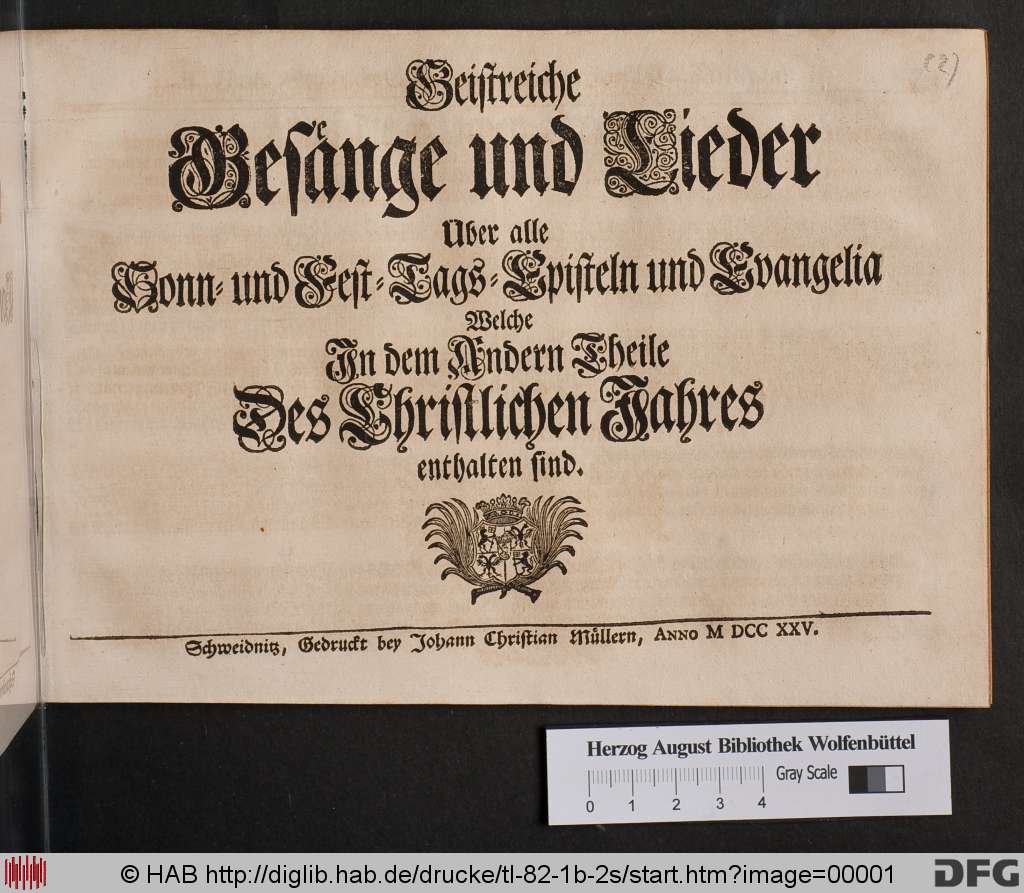 Geiſtreiche
Geſaͤnge und Lieder
Uber alle
Sonn- und Feſt-Tags-Epiſteln und Evangelia
Welche
In dem Andern Theile
Des Chriſtlichen Jahres
enthalten ſind.
Schweidnitz, Gedruckt bey Johann Chriſtian Müllern, ANNO M DCC XXV.
Herzog August Bibliothek Wolfenbüttel
Gray Scale
0 1 2 3 4
© HAB http://diglib.hab.de/drucke/tl-82-1b-2s/start.htm?image=00001
DFG